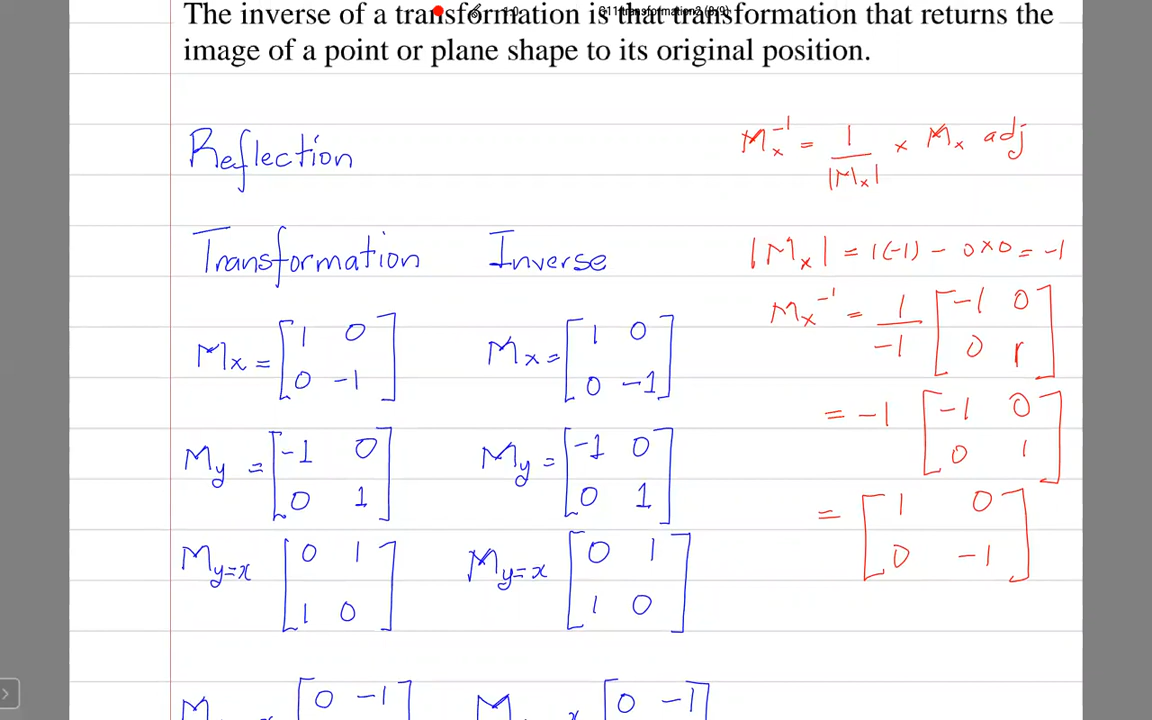 The inverse of a transformation is that transformation that returns the
image of a point or plane shape to its original position.
Reflection
Transformation Inverse
Mx = [1 0
0 -1]
Mx = [1 0
0 -1]
My = [-1 0
0 1]
My = [-1 0
0 1]
My=x [0 1
1 0]
My=x [0 1
1 0]
[0 -1]
[0 -1]
Mx⁻¹ = 1/|Mx| × Mx adj
|Mx| = 1(-1) - 0×0 = -1
Mx⁻¹ = 1/-1 [-1 0
0 1]
= -1 [-1 0
0 1]
= [1 0
0 -1]